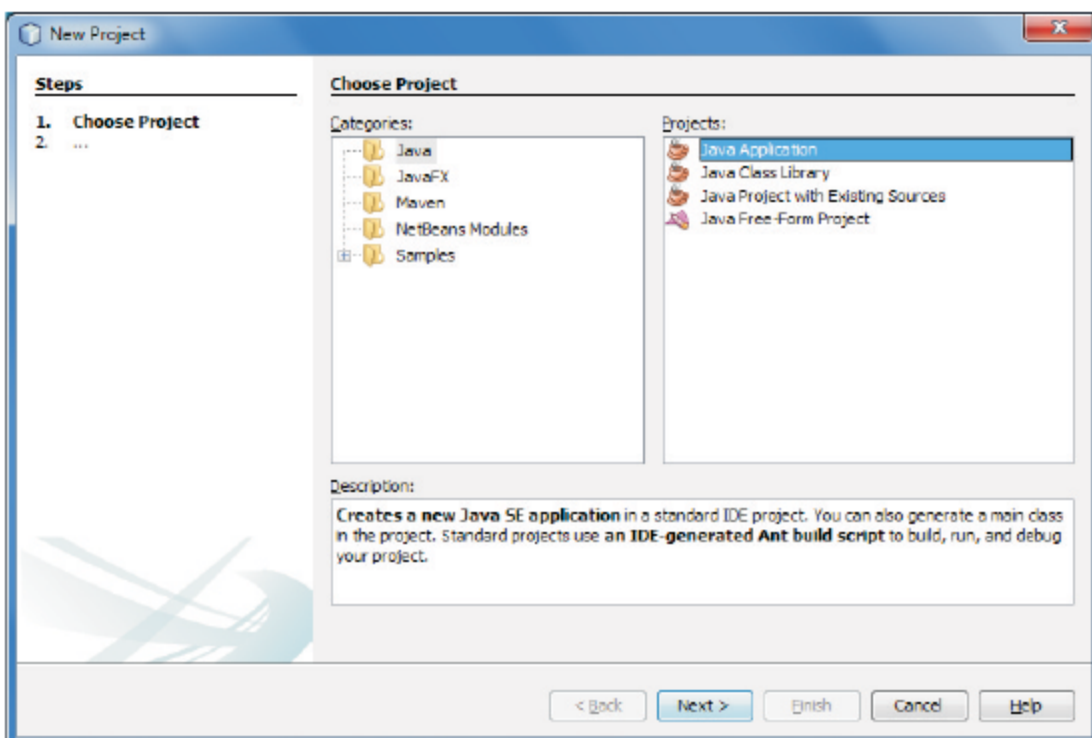 New Project
Steps
1. Choose Project
2. ...
Choose Project
Categories:
Java
JavaFX
Maven
NetBeans Modules
Samples
Projects:
Java Application
Java Class Library
Java Project with Existing Sources
Java Free-Form Project
Description:
Creates a new Java SE application in a standard IDE project. You can also generate a main class
in the project. Standard projects use an IDE-generated Ant build script to build, run, and debug
your project.
< Back
Next >
Finish
Cancel
Help